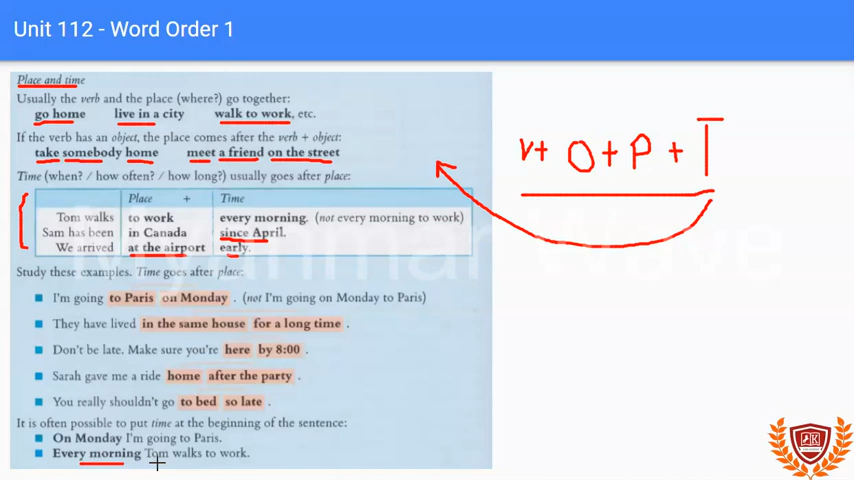 Unit 112 - Word Order 1
Place and time
Usually the verb and the place (where?) go together:
go home live in a city walk to work, etc.
If the verb has an object, the place comes after the verb + object:
take somebody home meet a friend on the street
Time (when? / how often? / how long?) usually goes after place:
Place + Time
Tom walks to work every morning. (not every morning to work)
Sam has been in Canada since April.
We arrived at the airport early.
Study these examples. Time goes after place:
I'm going to Paris on Monday . (not I'm going on Monday to Paris)
They have lived in the same house for a long time .
Don't be late. Make sure you're here by 8:00 .
Sarah gave me a ride home after the party .
You really shouldn't go to bed so late .
It is often possible to put time at the beginning of the sentence:
On Monday I'm going to Paris.
Every morning Tom walks to work.
V+ O+ P + T